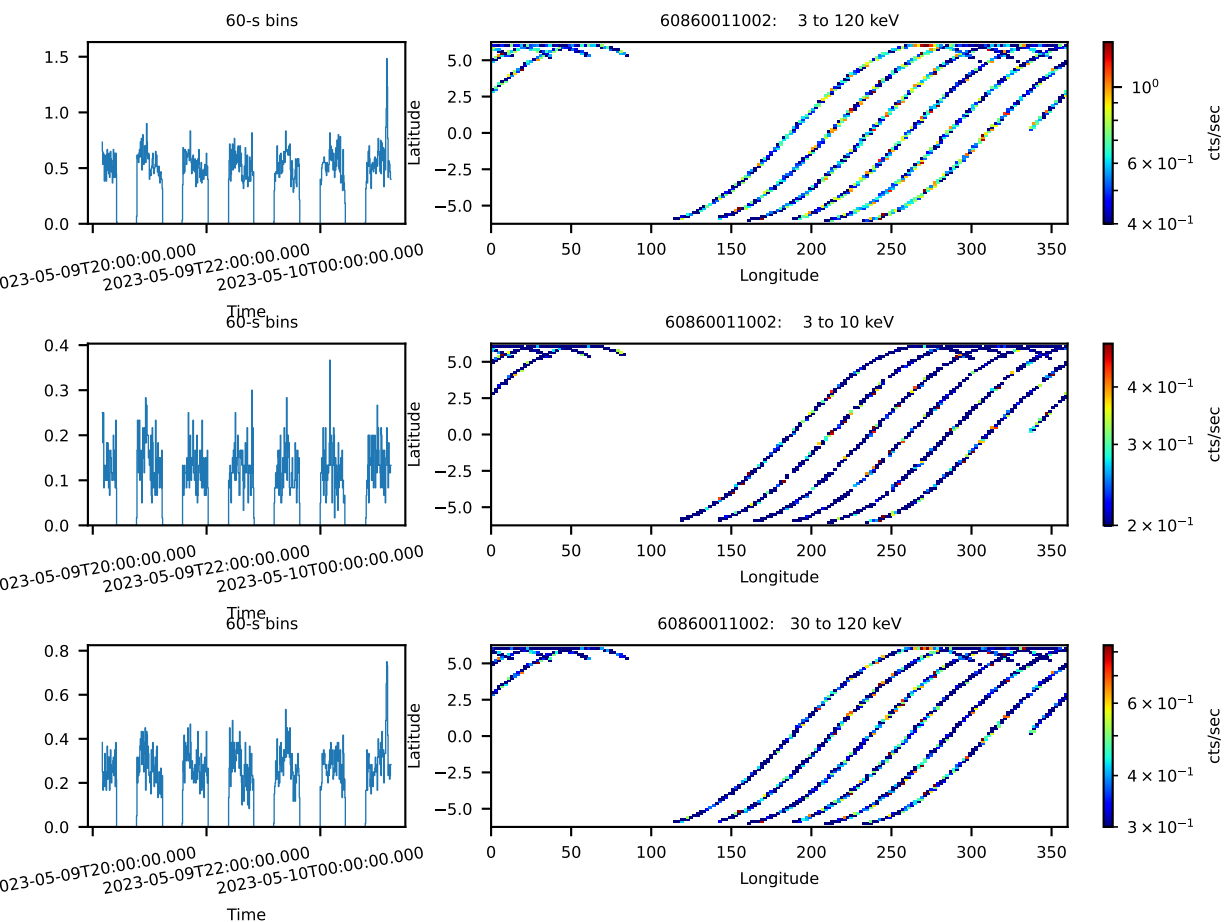 60-s bins
60860011002: 3 to 120 keV
1.5
1.0
0.5
0.0
023-05-09T20:00:00.000
2023-05-09T22:00:00.000
2023-05-10T00:00:00.000
Time
Latitude
5.0
2.5
0.0
−2.5
−5.0
0 50 100 150 200 250 300 350
Longitude
10⁰
6 × 10⁻¹
4 × 10⁻¹
cts/sec
60-s bins
60860011002: 3 to 10 keV
0.4
0.3
0.2
0.1
0.0
023-05-09T20:00:00.000
2023-05-09T22:00:00.000
2023-05-10T00:00:00.000
Time
Latitude
5.0
2.5
0.0
−2.5
−5.0
0 50 100 150 200 250 300 350
Longitude
4 × 10⁻¹
3 × 10⁻¹
2 × 10⁻¹
cts/sec
60-s bins
60860011002: 30 to 120 keV
0.8
0.6
0.4
0.2
0.0
023-05-09T20:00:00.000
2023-05-09T22:00:00.000
2023-05-10T00:00:00.000
Time
Latitude
5.0
2.5
0.0
−2.5
−5.0
0 50 100 150 200 250 300 350
Longitude
6 × 10⁻¹
4 × 10⁻¹
3 × 10⁻¹
cts/sec